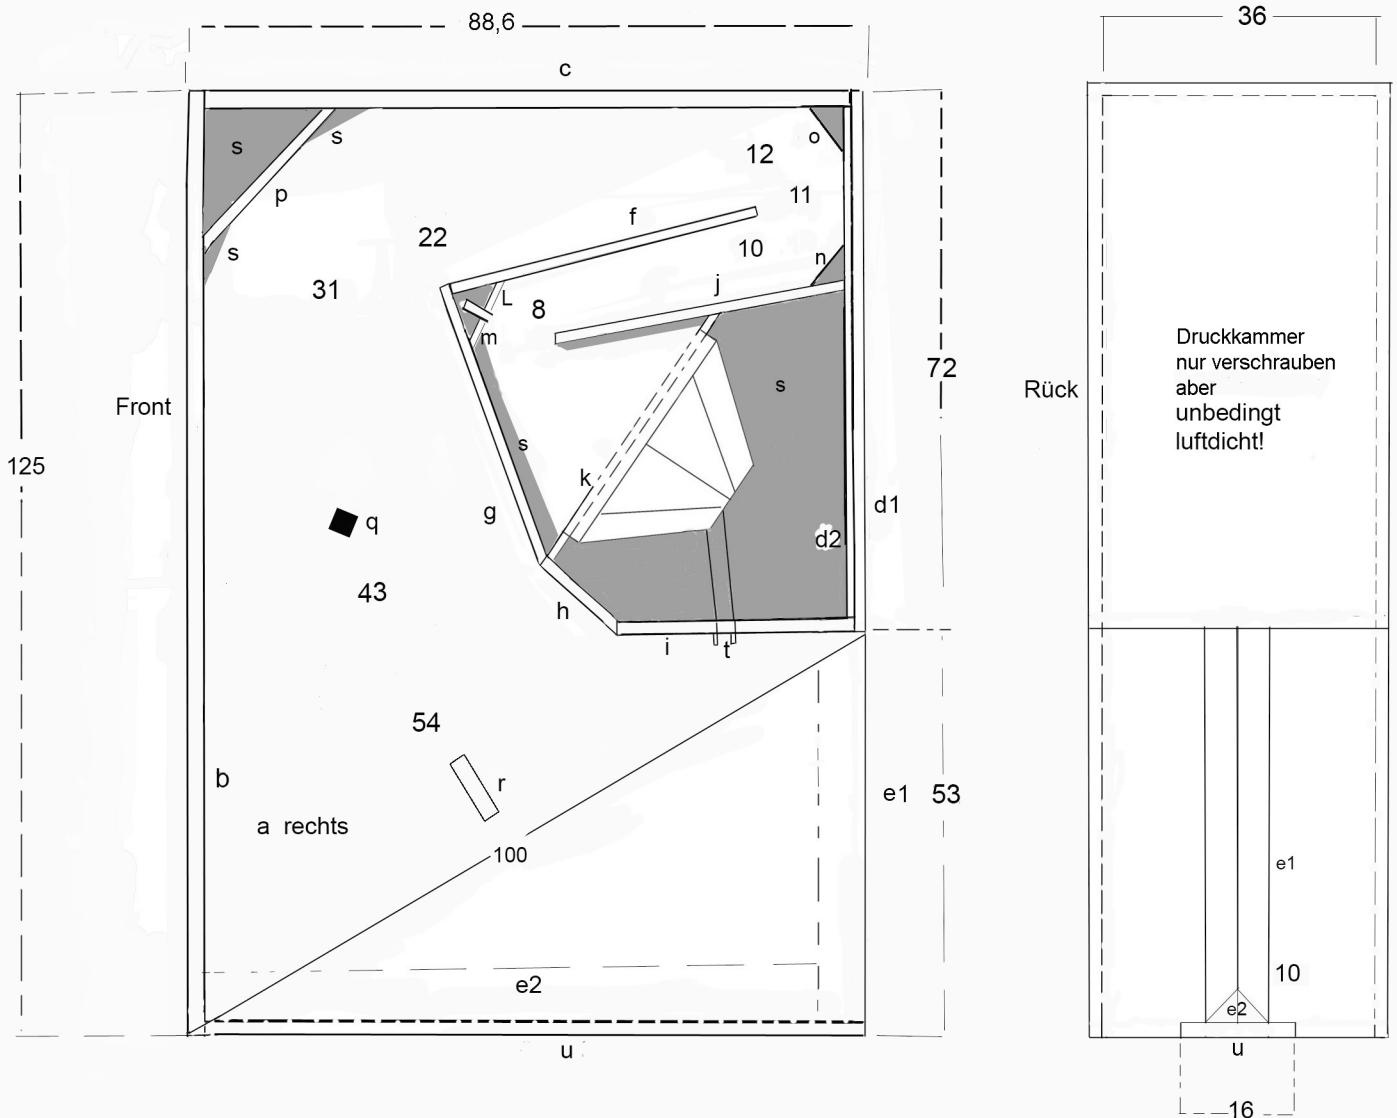 88,6
36
c
s
s
o
12
p
11
f
22
s
10
n
31
j
L
8
m
Druckkammer
nur verschrauben
aber
unbedingt
luftdicht!
72
s
Rück
Front
s
125
k
g
d1
q
d2
43
h
i
t
54
b
r
e1
53
a rechts
100
e1
10
e2
e2
u
u
16